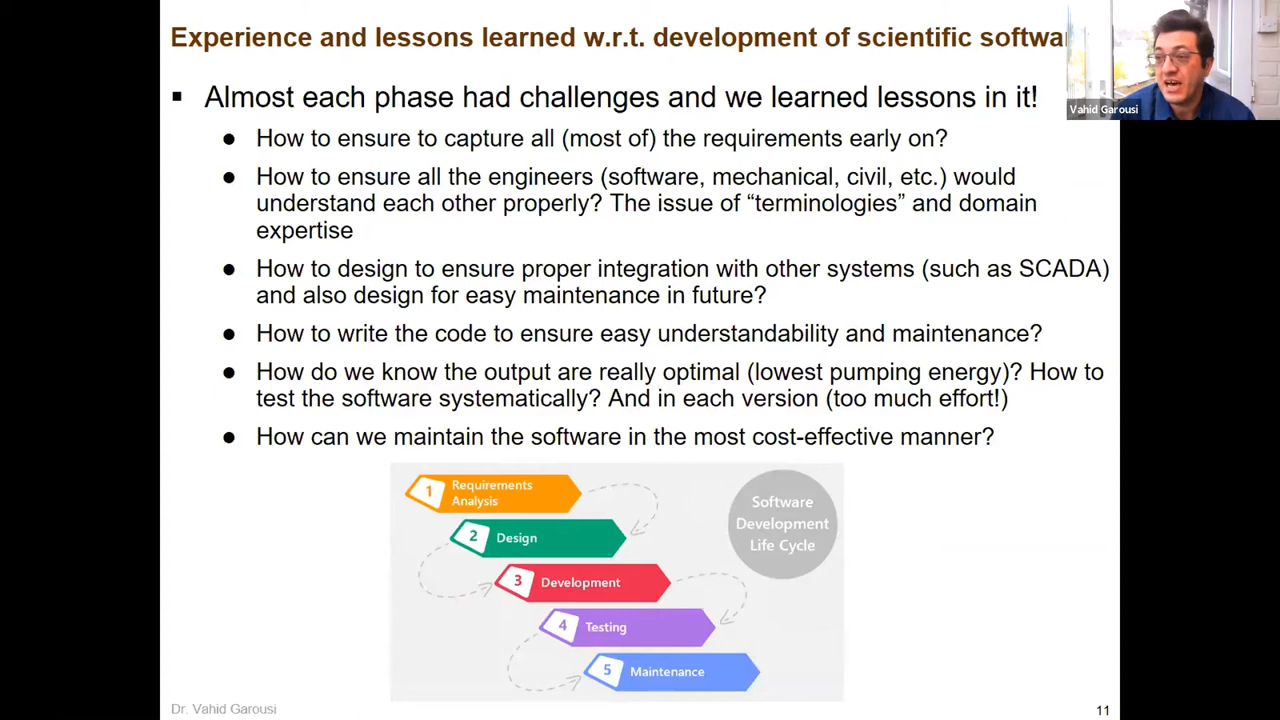 Experience and lessons learned w.r.t. development of scientific softwar
Vahid Garousi
■ Almost each phase had challenges and we learned lessons in it!
● How to ensure to capture all (most of) the requirements early on?
● How to ensure all the engineers (software, mechanical, civil, etc.) would
understand each other properly? The issue of “terminologies” and domain
expertise
● How to design to ensure proper integration with other systems (such as SCADA)
and also design for easy maintenance in future?
● How to write the code to ensure easy understandability and maintenance?
● How do we know the output are really optimal (lowest pumping energy)? How to
test the software systematically? And in each version (too much effort!)
● How can we maintain the software in the most cost-effective manner?
1 Requirements
Analysis
2 Design
3 Development
4 Testing
5 Maintenance
Software
Development
Life Cycle
Dr. Vahid Garousi
11